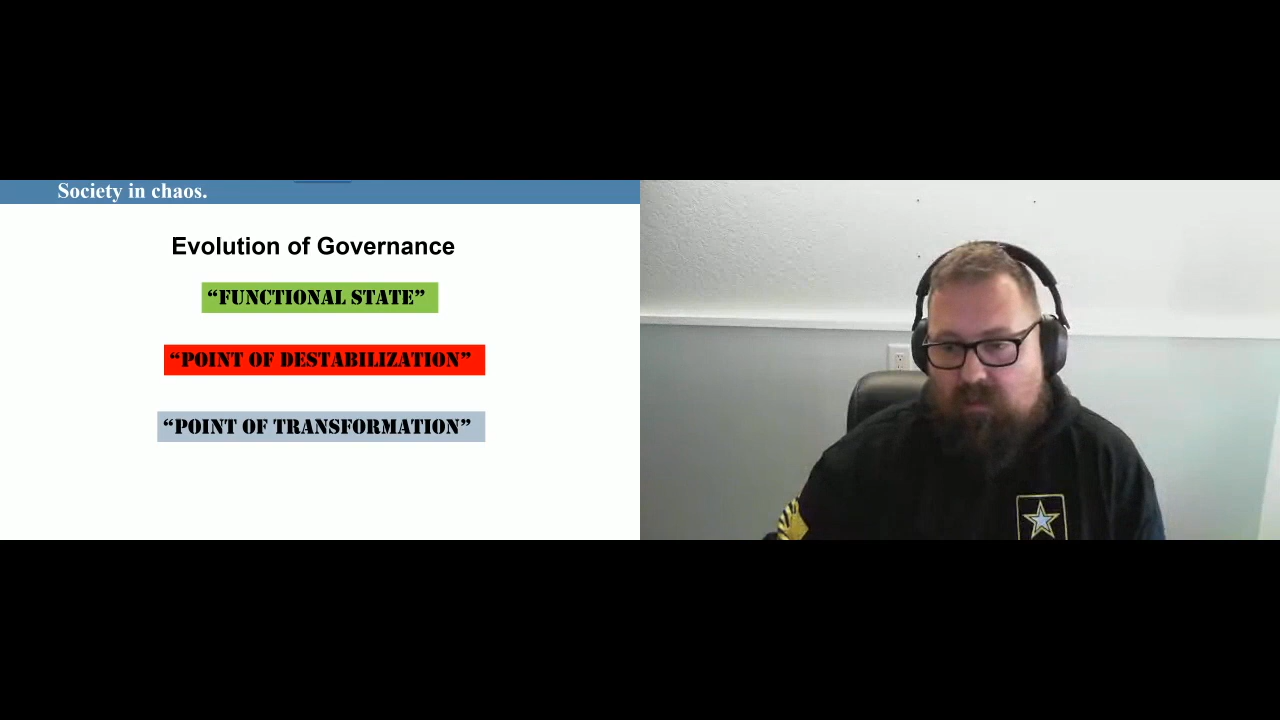 Society in chaos.
Evolution of Governance
“FUNCTIONAL STATE”
“POINT OF DESTABILIZATION”
“POINT OF TRANSFORMATION”